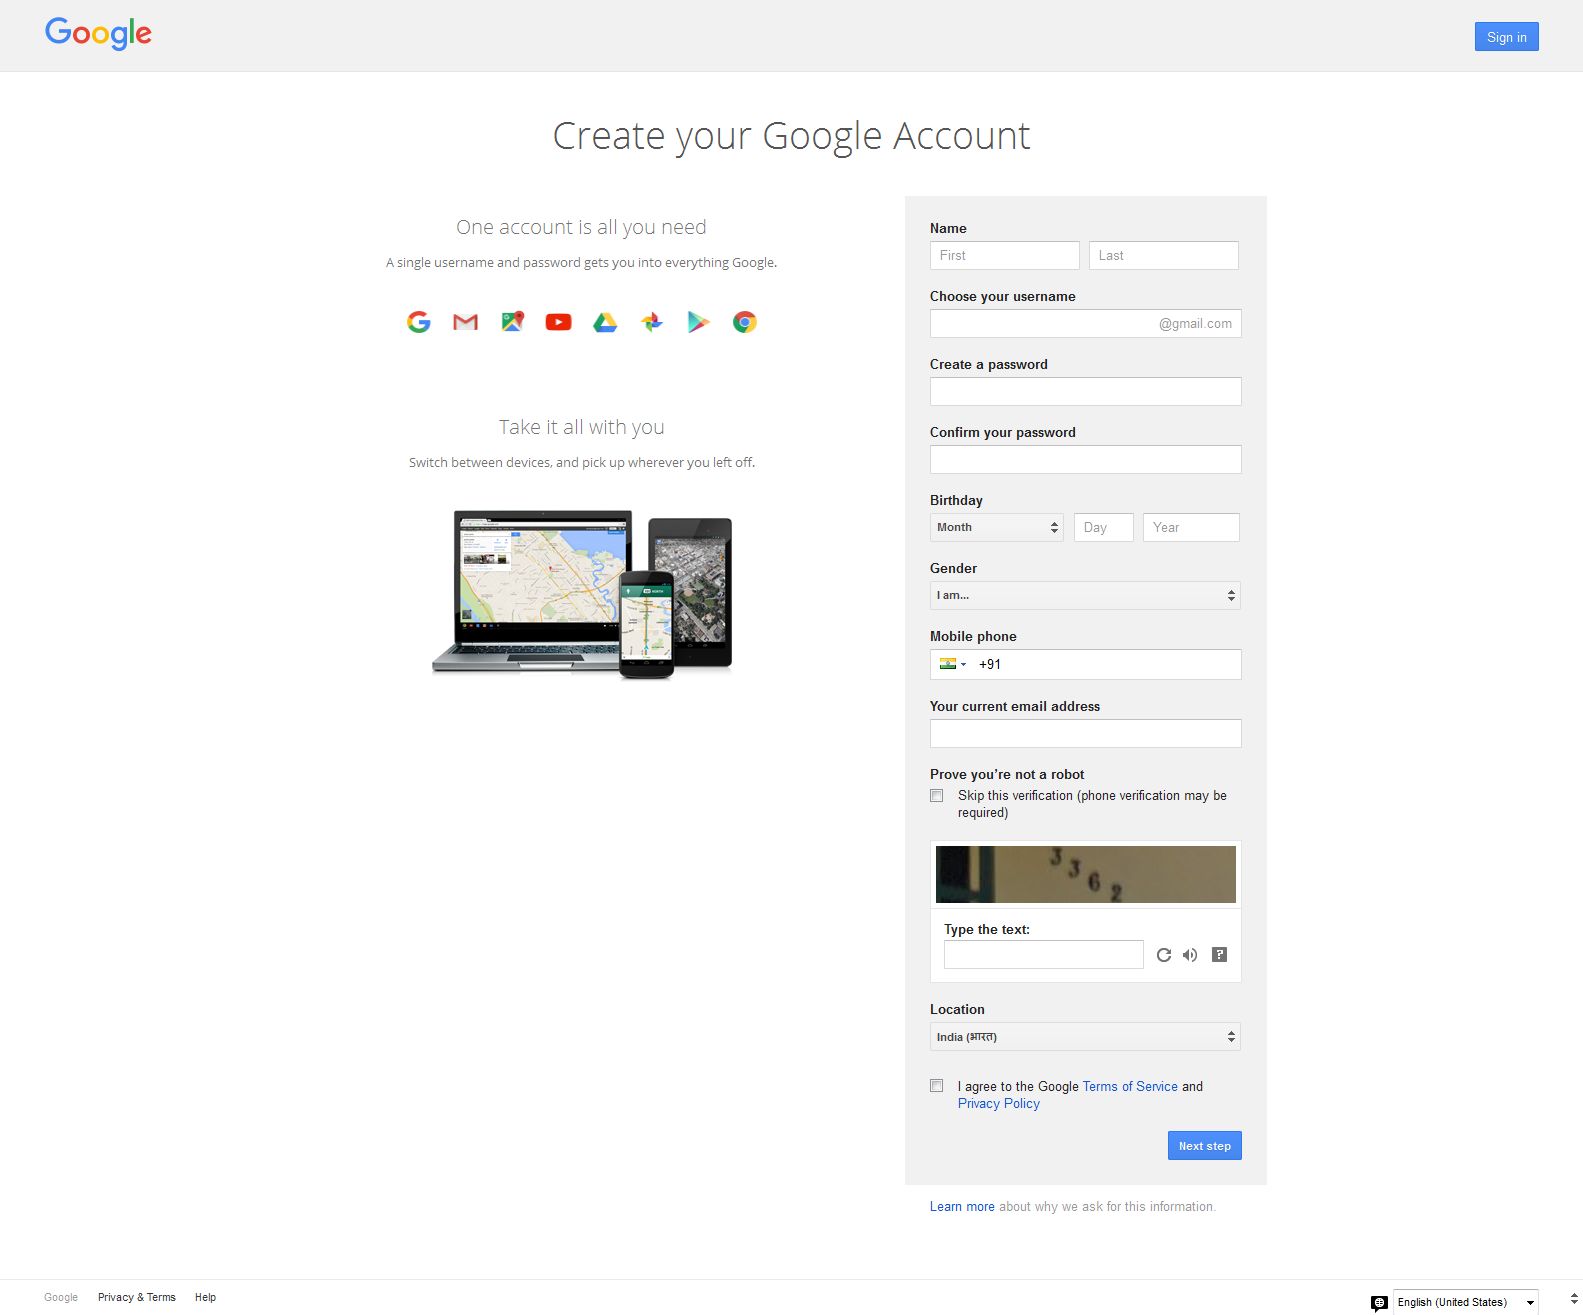 Google
Sign in
Create your Google Account
One account is all you need
A single username and password gets you into everything Google.
Take it all with you
Switch between devices, and pick up wherever you left off.
Name
First Last
Choose your username
@gmail.com
Create a password
Confirm your password
Birthday
Month Day Year
Gender
I am...
Mobile phone
+91
Your current email address
Prove you're not a robot
Skip this verification (phone verification may be
required)
3362
Type the text:
Location
India (भारत)
I agree to the Google Terms of Service and
Privacy Policy
Next step
Learn more about why we ask for this information.
Google Privacy & Terms Help
English (United States)